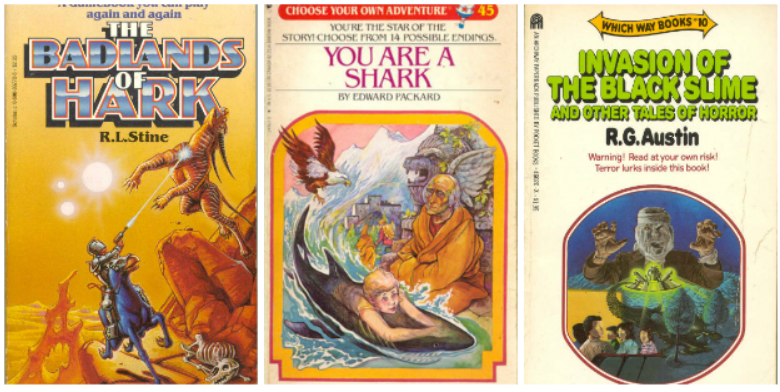 A Gamebook you can play
again and again
THE
BADLANDS
OF
HARK
R.L.Stine
CHOOSE YOUR OWN ADVENTURE 45
YOU'RE THE STAR OF THE
STORY! CHOOSE FROM 14 POSSIBLE ENDINGS.
YOU ARE A
SHARK
BY EDWARD PACKARD
WHICH WAY BOOKS #10
INVASION OF
THE BLACK SLIME
AND OTHER TALES OF HORROR
R.G.Austin
Warning! Read at your own risk!
Terror lurks inside this book!